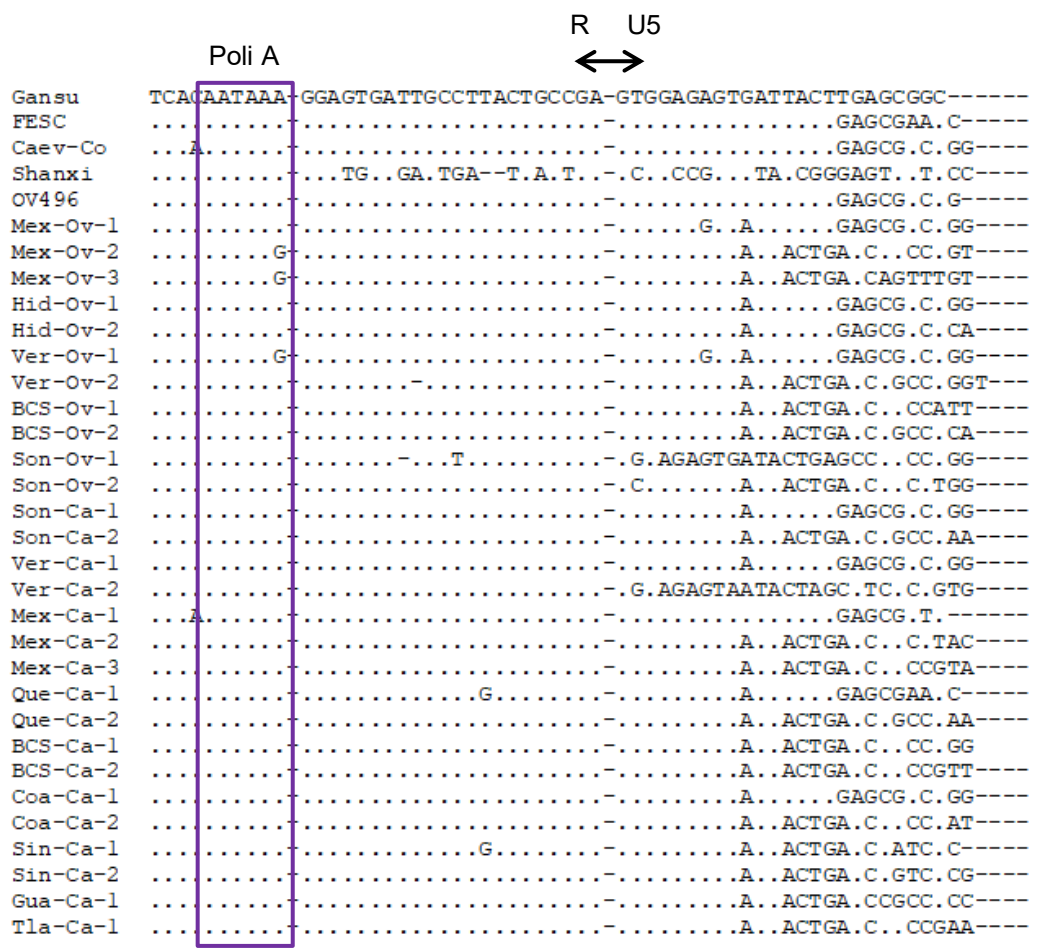 R U5
Poli A
Gansu TCACAATAAA-GGAGTGATTGCCTTACTGCCGA-GTGGAGAGTGATTACTTGAGCGGC------
FESC ..........-......................-................GAGCGAA.C-----
Caev-Co ...A......-......................-................GAGCG.C.GG----
Shanxi ..........-...TG..GA.TGA--T.A.T..-.C..CCG...TA.CGGGAGT..T.CC----
OV496 ..........-......................-................GAGCG.C.G-----
Mex-Ov-1 ..........-......................-......G..A......GAGCG.C.GG----
Mex-Ov-2 .........G-......................-.........A..ACTGA.C..CC.GT----
Mex-Ov-3 .........G-......................-.........A..ACTGA.CAGTTTGT----
Hid-Ov-1 ..........-......................-.........A......GAGCG.C.GG----
Hid-Ov-2 ..........-......................-.........A......GAGCG.C.CA----
Ver-Ov-1 .........G-......................-......G..A......GAGCG.C.GG----
Ver-Ov-2 ..........-........-.............-.........A..ACTGA.C.GCC.GGT---
BCS-Ov-1 ..........-......................-.........A..ACTGA.C..CCATT----
BCS-Ov-2 ..........-......................-.........A..ACTGA.C.GCC.CA----
Son-Ov-1 ..........-.......-...T..........-.G.AGAGTGATACTGAGCC..CC.GG----
Son-Ov-2 ..........-......................-.C.......A..ACTGA.C..C.TGG----
Son-Ca-1 ..........-......................-.........A......GAGCG.C.GG----
Son-Ca-2 ..........-......................-.........A..ACTGA.C.GCC.AA----
Ver-Ca-1 ..........-......................-.........A......GAGCG.C.GG----
Ver-Ca-2 ..........-......................-.G.AGAGTAATACTAGC.TC.C.GTG----
Mex-Ca-1 ...A......-......................-................GAGCG.T.------
Mex-Ca-2 ..........-......................-.........A..ACTGA.C..C.TAC----
Mex-Ca-3 ..........-......................-.........A..ACTGA.C..CCGTA----
Que-Ca-1 ..........-.............G........-.........A......GAGCGAA.C-----
Que-Ca-2 ..........-......................-.........A..ACTGA.C.GCC.AA----
BCS-Ca-1 ..........-......................-.........A..ACTGA.C..CC.GG
BCS-Ca-2 ..........-......................-.........A..ACTGA.C..CCGTT----
Coa-Ca-1 ..........-......................-.........A......GAGCG.C.GG----
Coa-Ca-2 ..........-......................-.........A..ACTGA.C..CC.AT----
Sin-Ca-1 ..........-.............G........-.........A..ACTGA.C.ATC.C-----
Sin-Ca-2 ..........-......................-.........A..ACTGA.C.GTC.CG----
Gua-Ca-1 ..........-......................-.........A..ACTGA.CCGCC.CC----
Tla-Ca-1 ..........-......................-.........A..ACTGA.C..CCGAA----